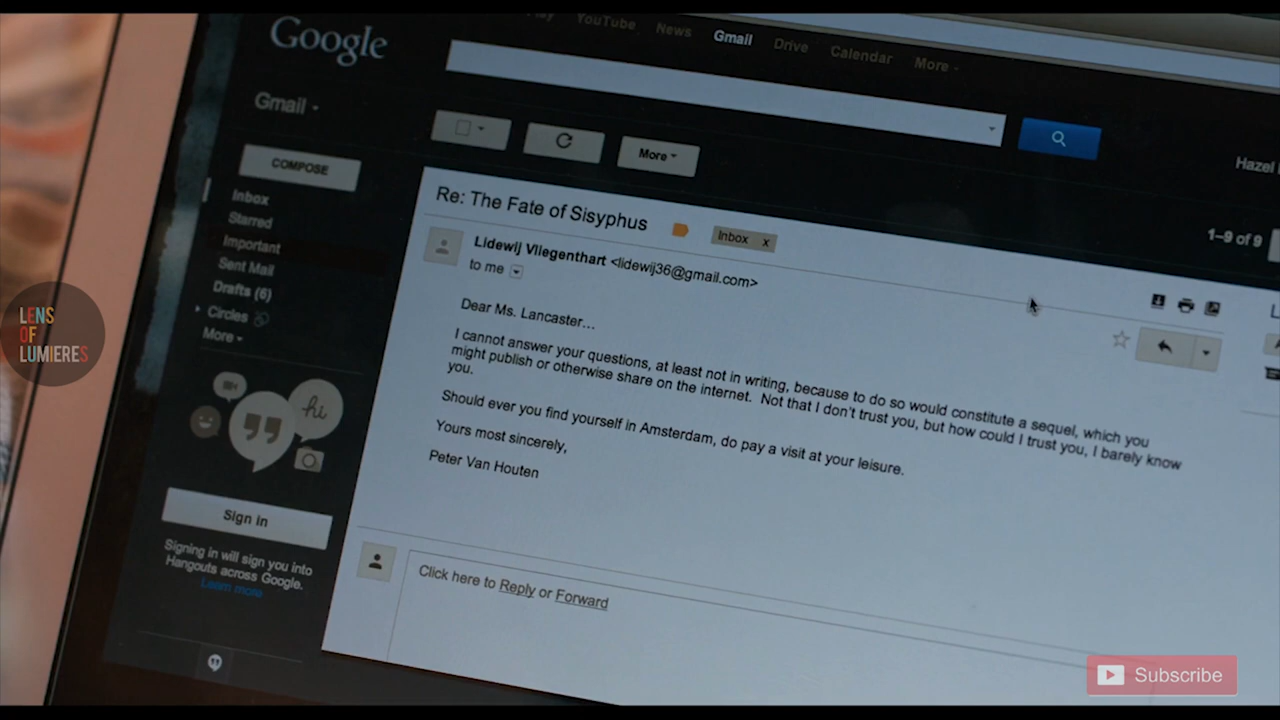 Google
Play YouTube News Gmail Drive Calendar More
Gmail
COMPOSE
More
Hazel
1–9 of 9
Inbox
Starred
Important
Sent Mail
Drafts (6)
Circles
More
Re: The Fate of Sisyphus
Inbox x
Lidewij Vliegenthart <lidewij36@gmail.com>
to me
Dear Ms. Lancaster...
I cannot answer your questions, at least not in writing, because to do so would constitute a sequel, which you
might publish or otherwise share on the internet. Not that I don't trust you, but how could I trust you, I barely know
you.
Should ever you find yourself in Amsterdam, do pay a visit at your leisure.
Yours most sincerely,
Peter Van Houten
LENS
OF
LUMIERES
hi
Sign in
Signing in will sign you into
Hangouts across Google.
Learn more
Click here to Reply or Forward
Subscribe